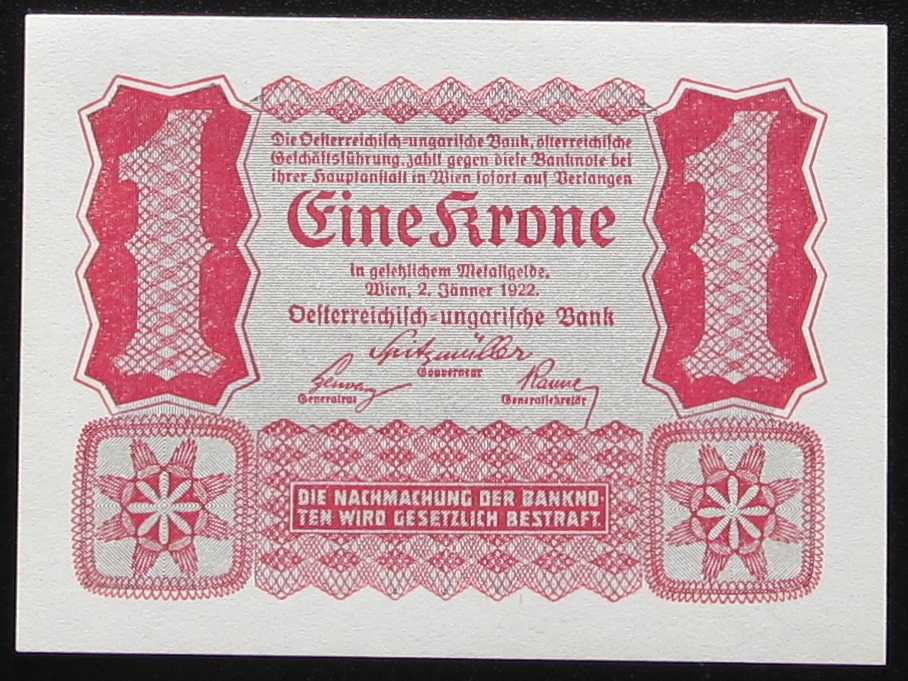 1
1
Die Oesterreichisch-ungarische Bank, österreichische
Geschäftsführung, zahlt gegen diese Banknote bei
ihrer Hauptanstalt in Wien sofort auf Verlangen
Eine Krone
in gesetzlichem Metallgelde.
Wien, 2. Jänner 1922.
Oesterreichisch-ungarische Bank
Spitzmüller
Gouverneur
Generalrat
Generalsekretär
DIE NACHMACHUNG DER BANKNO-
TEN WIRD GESETZLICH BESTRAFT.